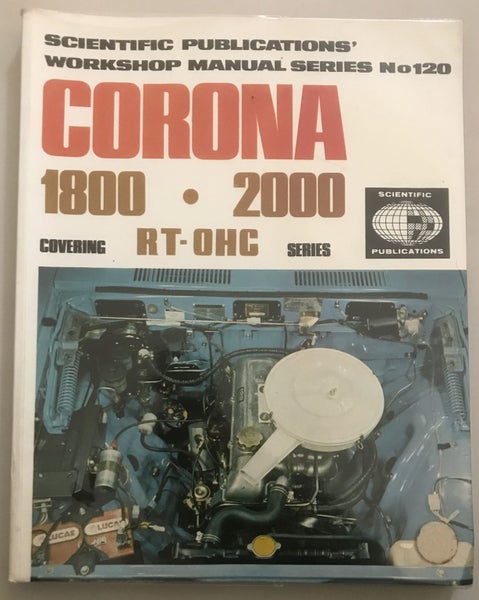 SCIENTIFIC PUBLICATIONS'
WORKSHOP MANUAL SERIES No120
CORONA
1800 • 2000
COVERING RT-OHC SERIES
SCIENTIFIC
PUBLICATIONS
LUCAS
LUCAS